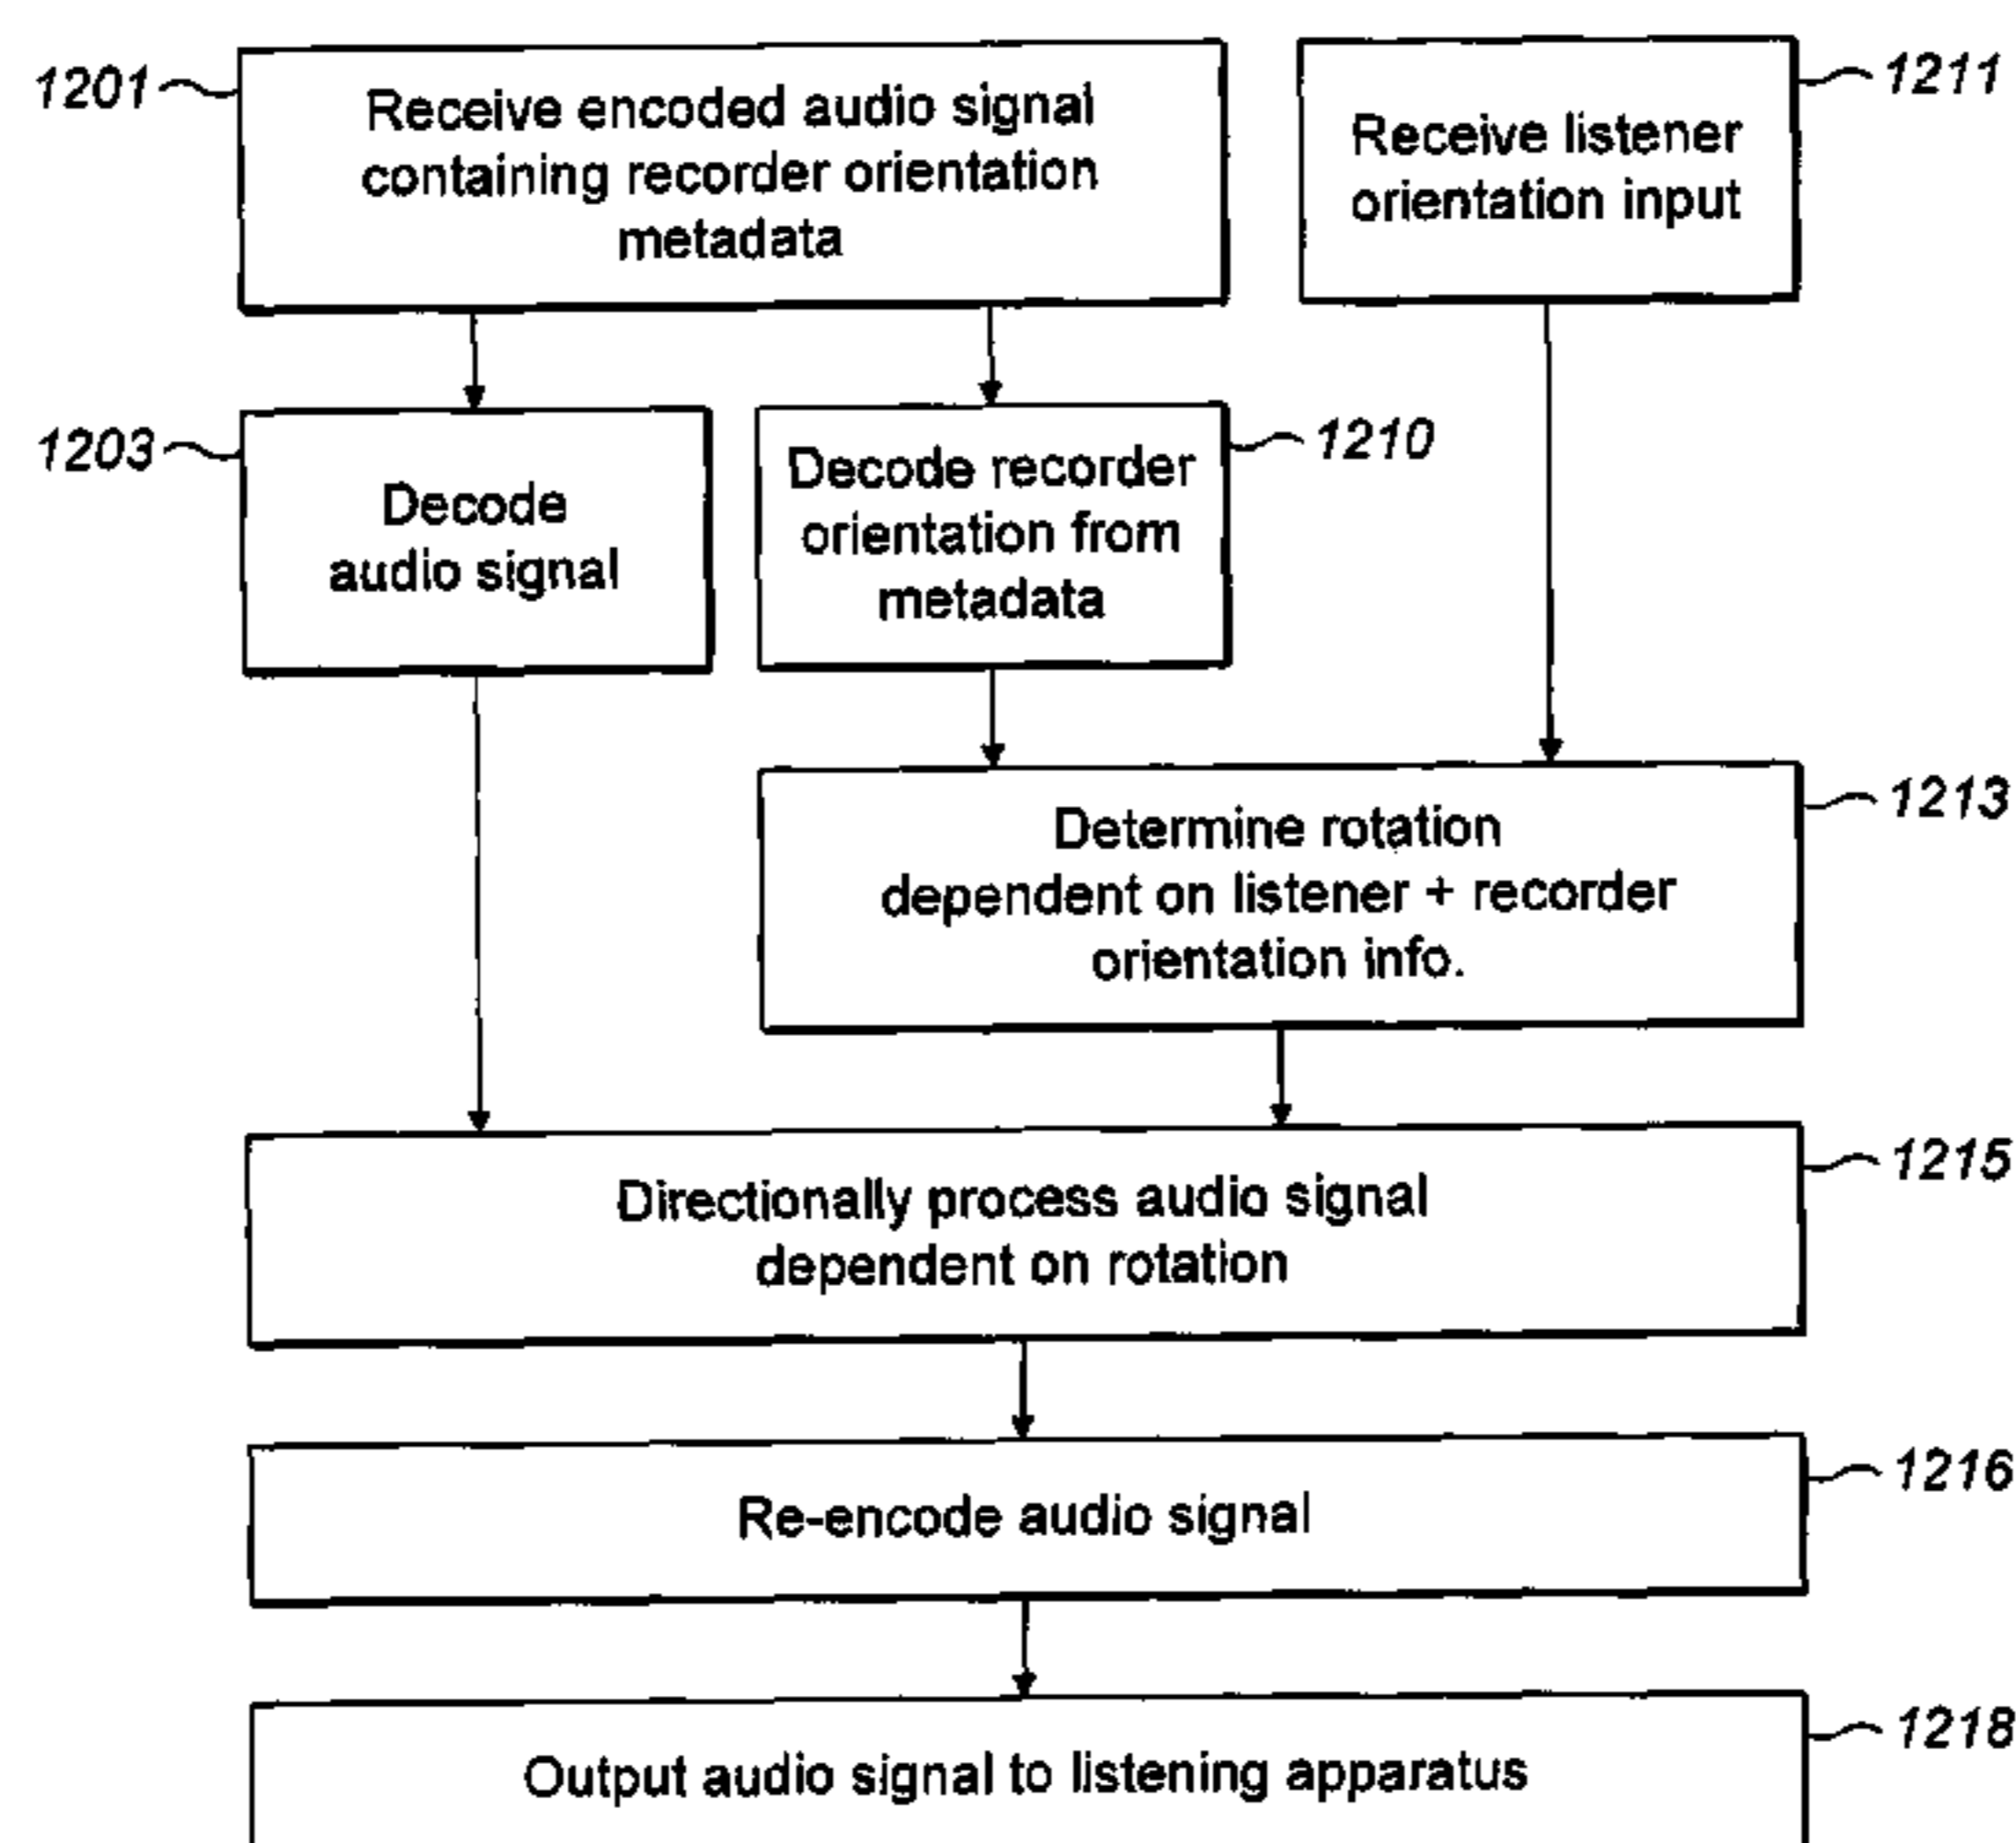 1201
Receive encoded audio signal
containing recorder orientation
metadata
Receive listener
orientation input
1211
1203
Decode
audio signal
Decode recorder
orientation from
metadata
1210
Determine rotation
dependent on listener + recorder
orientation info.
1213
Directionally process audio signal
dependent on rotation
1215
Re-encode audio signal
1216
Output audio signal to listening apparatus
1218